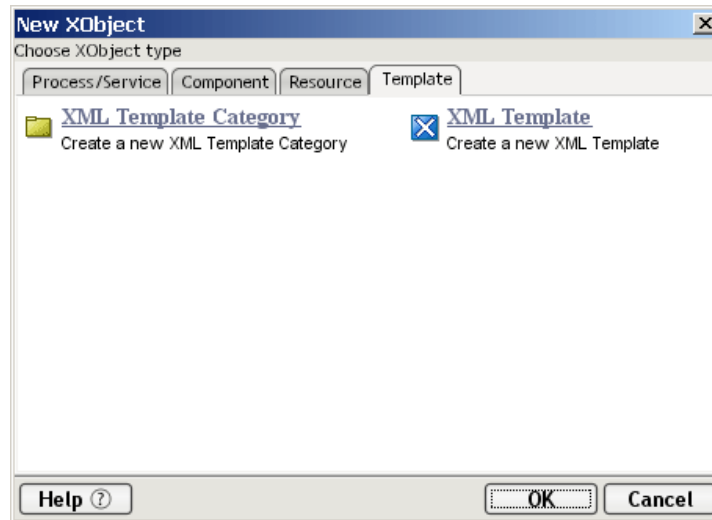 New XObject
Choose XObject type
Process/Service Component Resource Template
XML Template Category XML Template
Create a new XML Template Category Create a new XML Template
Help ? OK Cancel